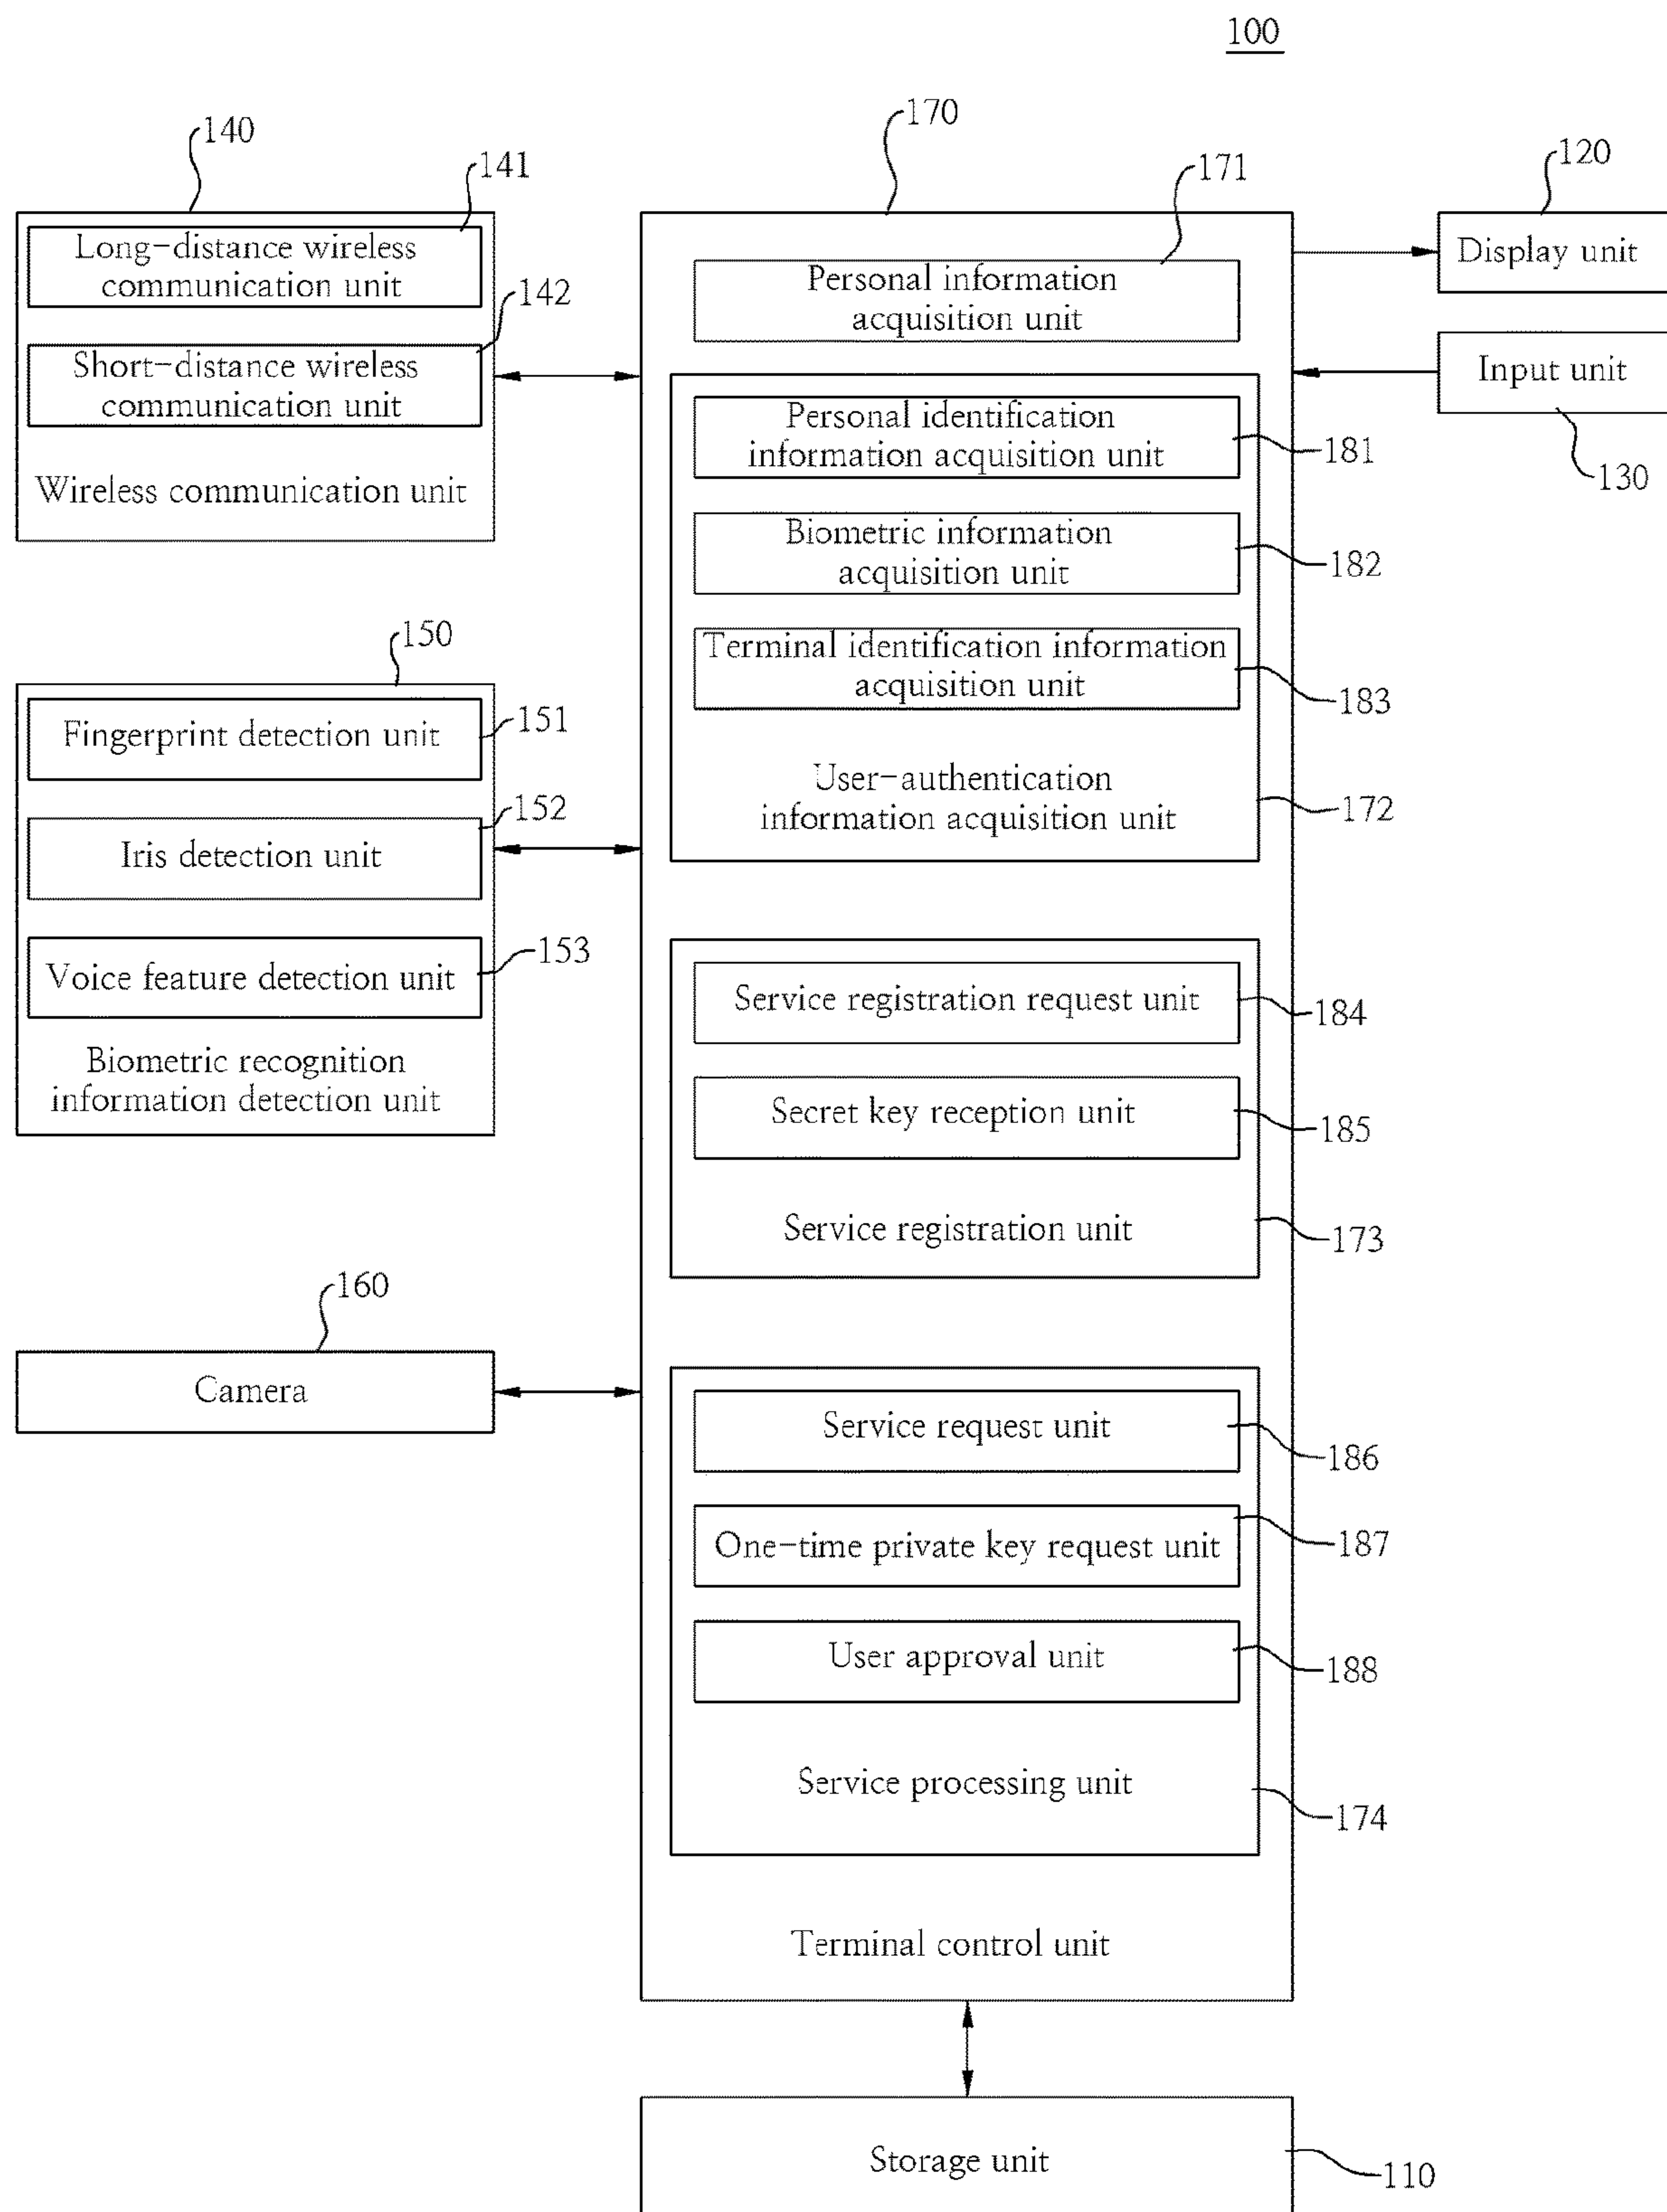 100
140
141
Long-distance wireless
communication unit
142
Short-distance wireless
communication unit
Wireless communication unit
150
Fingerprint detection unit
151
152
Iris detection unit
Voice feature detection unit
153
Biometric recognition
information detection unit
160
Camera
170
171
Personal information
acquisition unit
Personal identification
information acquisition unit
181
Biometric information
acquisition unit
182
Terminal identification information
acquisition unit
183
User-authentication
information acquisition unit
172
Service registration request unit
184
Secret key reception unit
185
Service registration unit
173
Service request unit
186
One-time private key request unit
187
User approval unit
188
Service processing unit
174
Terminal control unit
120
Display unit
Input unit
130
Storage unit
110